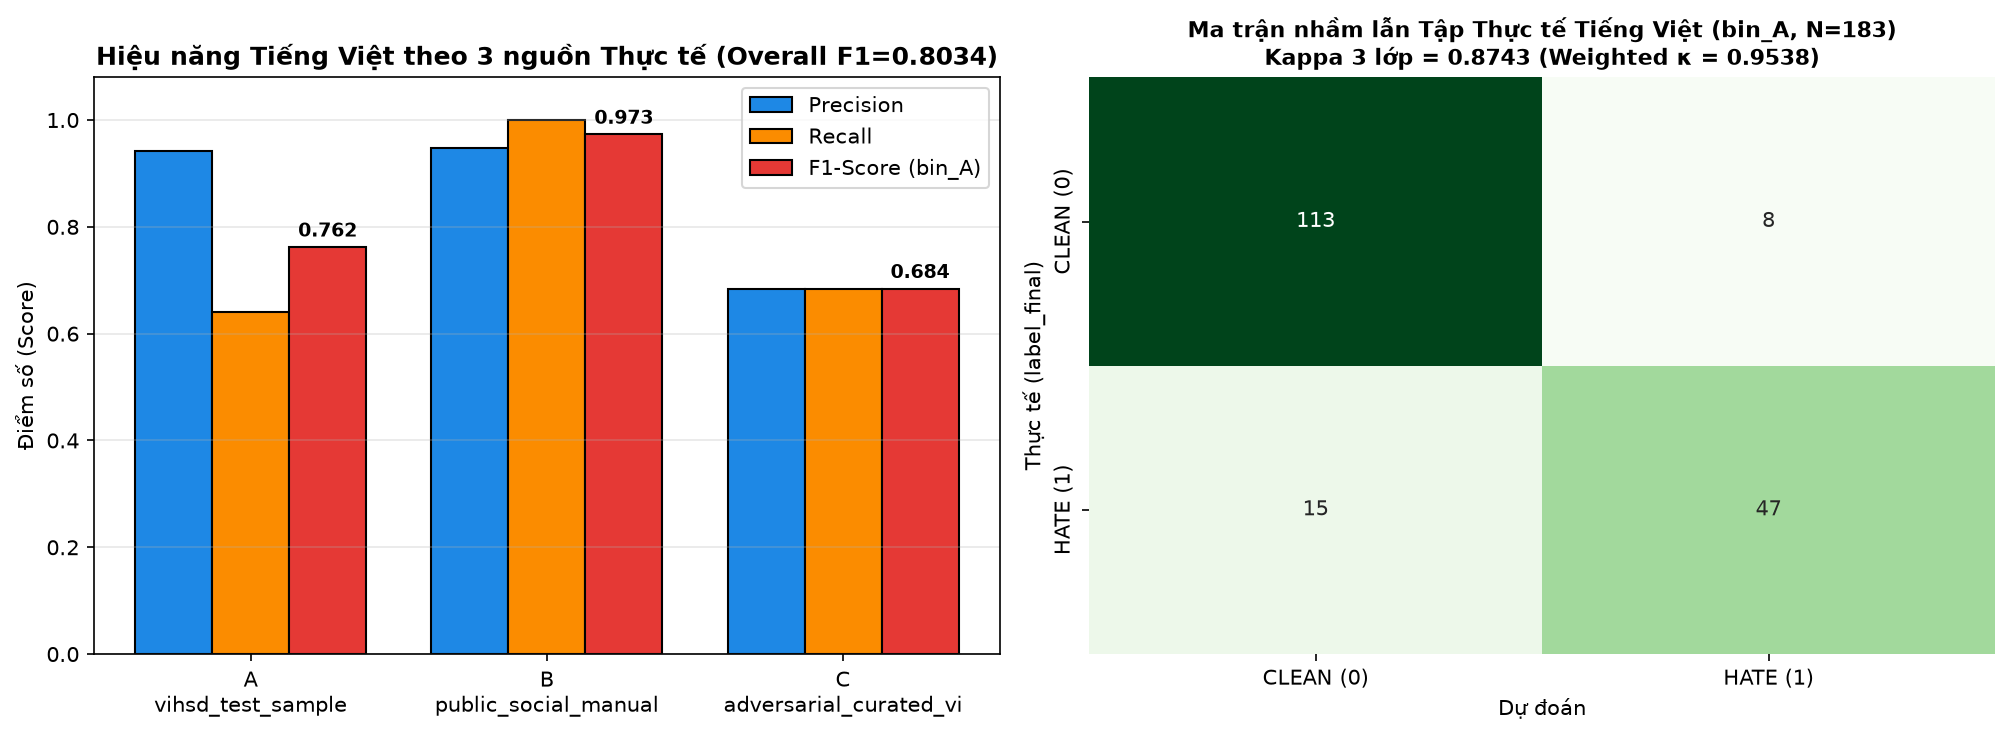 Hiệu năng Tiếng Việt theo 3 nguồn Thực tế (Overall F1=0.8034)
Điểm số (Score)
1.0
0.8
0.6
0.4
0.2
0.0
Precision
Recall
F1-Score (bin_A)
0.762
0.973
0.684
A
vihsd_test_sample
B
public_social_manual
C
adversarial_curated_vi
Ma trận nhầm lẫn Tập Thực tế Tiếng Việt (bin_A, N=183)
Kappa 3 lớp = 0.8743 (Weighted κ = 0.9538)
Thực tế (label_final)
CLEAN (0)
HATE (1)
113
8
15
47
CLEAN (0)
HATE (1)
Dự đoán